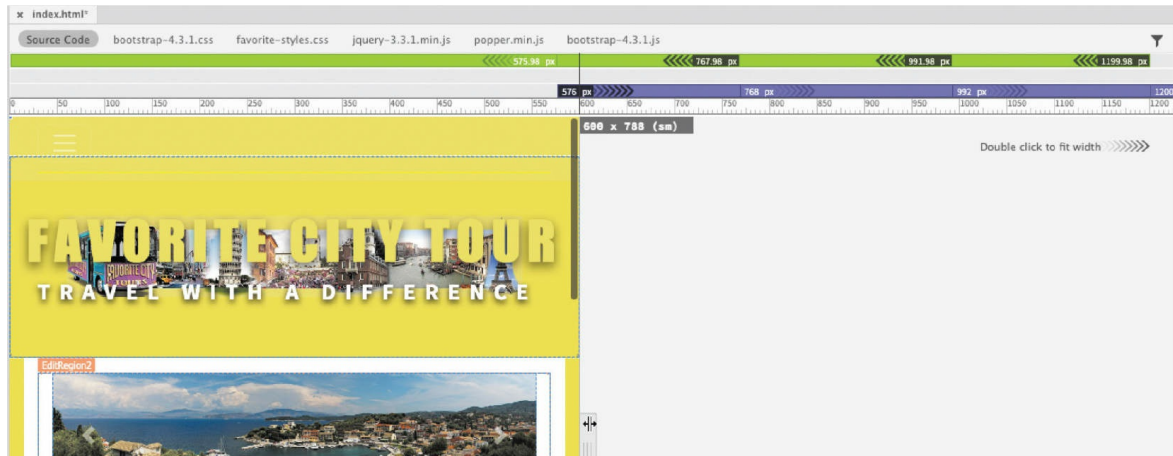 x index.html*
Source Code bootstrap-4.3.1.css favorite-styles.css jquery-3.3.1.min.js popper.min.js bootstrap-4.3.1.js
575.98 px 767.98 px 991.98 px 1199.98 px
576 px 768 px 992 px 1200
0 50 100 150 200 250 300 350 400 450 500 550 600 650 700 750 800 850 900 950 1000 1050 1100 1150 1200
600 x 788 (sm)
Double click to fit width
FAVORITE CITY TOUR
FAVORITE CITY
TOURS
TRAVEL WITH A DIFFERENCE
EditRegion2